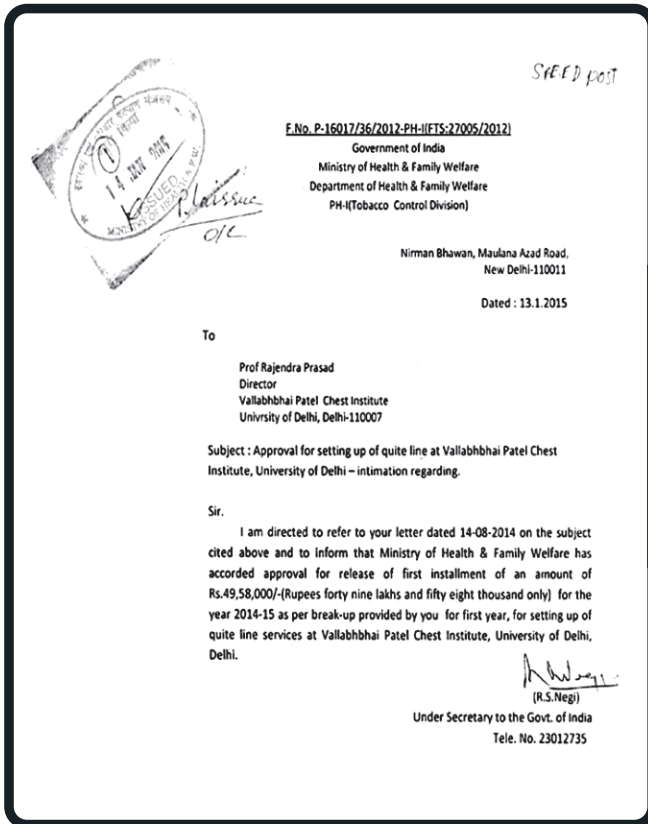 SPEED POST
14 JAN 2015
ISSUED
F.No. P-16017/36/2012-PH-I(FTS:27005/2012)
Government of India
Ministry of Health & Family Welfare
Department of Health & Family Welfare
PH-I(Tobacco Control Division)
Pl issue
O/C
Nirman Bhawan, Maulana Azad Road,
New Delhi-110011
Dated : 13.1.2015
To
Prof Rajendra Prasad
Director
Vallabhbhai Patel Chest Institute
Univrsity of Delhi, Delhi-110007
Subject : Approval for setting up of quite line at Vallabhbhai Patel Chest
Institute, University of Delhi – intimation regarding.
Sir.
I am directed to refer to your letter dated 14-08-2014 on the subject
cited above and to inform that Ministry of Health & Family Welfare has
accorded approval for release of first installment of an amount of
Rs.49,58,000/-(Rupees forty nine lakhs and fifty eight thousand only) for the
year 2014-15 as per break-up provided by you for first year, for setting up of
quite line services at Vallabhbhai Patel Chest Institute, University of Delhi,
Delhi.
(R.S.Negi)
Under Secretary to the Govt. of India
Tele. No. 23012735